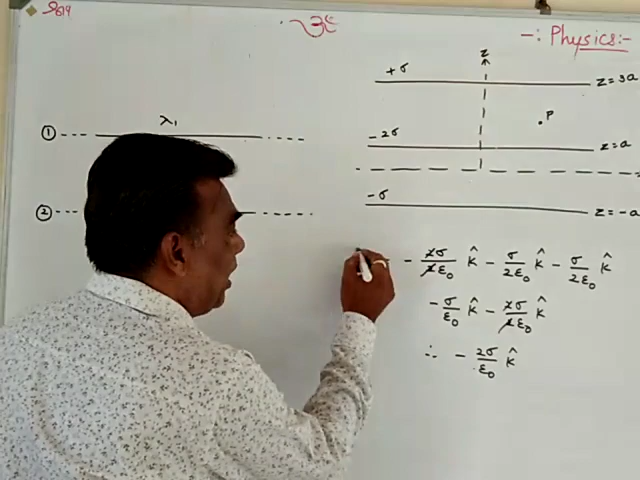 -: Physics:-
① λ₁
②
z
+σ z=3a
P
-2σ z=a
-σ z=-a
- 2σ/2ε₀ k̂ - σ/2ε₀ k̂ - σ/2ε₀ k̂
- σ/ε₀ k̂ - 2σ/2ε₀ k̂
∴ - 2σ/ε₀ k̂